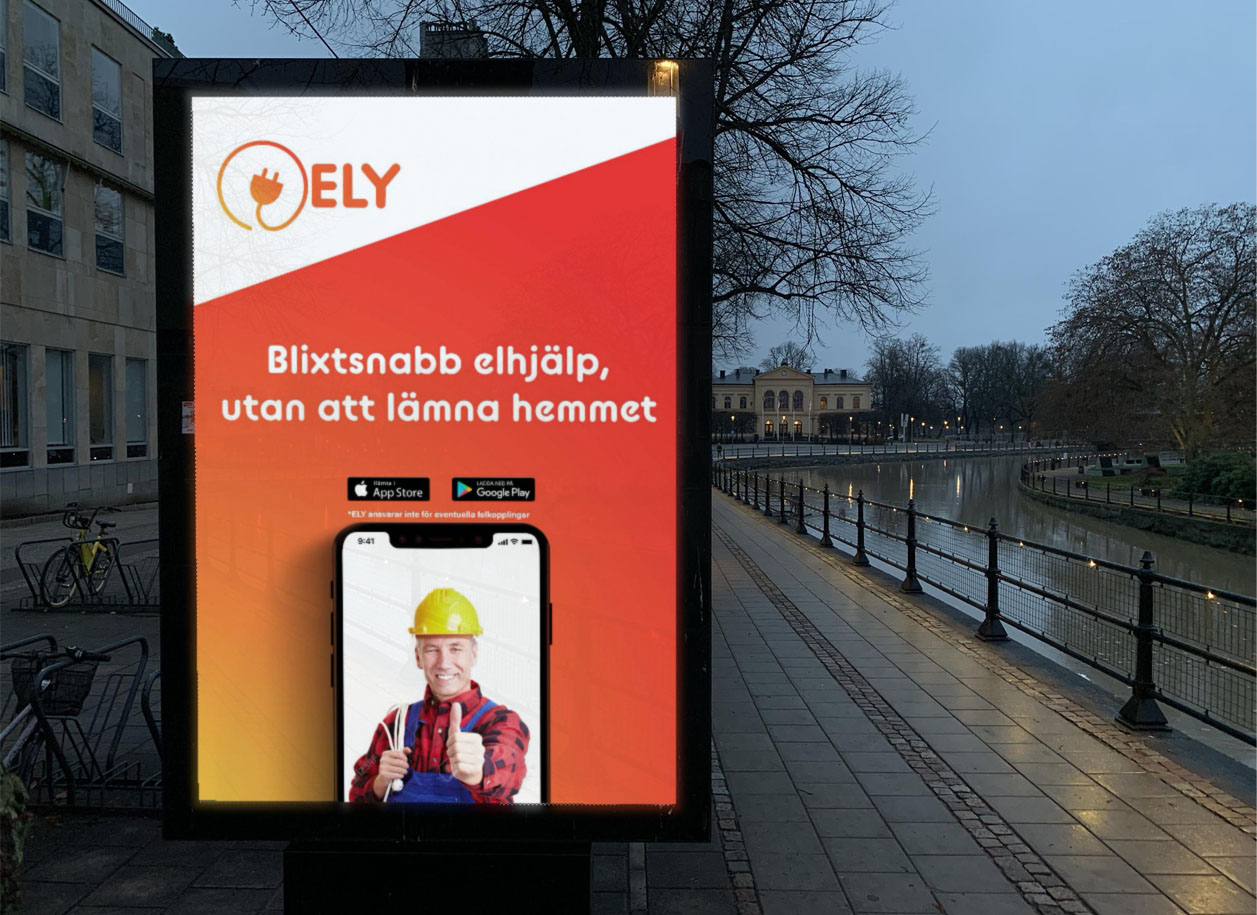 ELY
Blixtsnabb elhjälp,
utan att lämna hemmet
Hämta i
App Store
LADDA NED PÅ
Google Play
*ELY ansvarar inte för eventuella felkopplingar
9:41